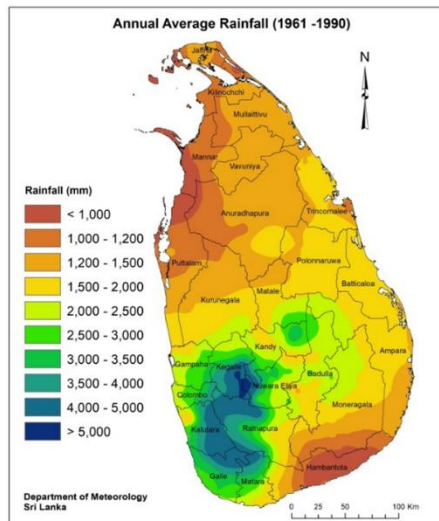 Annual Average Rainfall (1961 -1990)
Jaffna
N
Kilinochchi
Mullaittivu
Mannar
Vavuniya
Rainfall (mm)
< 1,000
1,000 - 1,200
1,200 - 1,500
1,500 - 2,000
2,000 - 2,500
2,500 - 3,000
3,000 - 3,500
3,500 - 4,000
4,000 - 5,000
> 5,000
Anuradhapura
Trincomalee
Puttalam
Polonnaruwa
Batticaloa
Kurunegala
Matale
Kandy
Ampara
Gampaha
Kegalle
Nuwara Eliya
Badulla
Colombo
Moneragala
Kalutara
Ratnapura
Hambantota
Galle
Matara
Department of Meteorology
Sri Lanka
0 25 50 100 Km